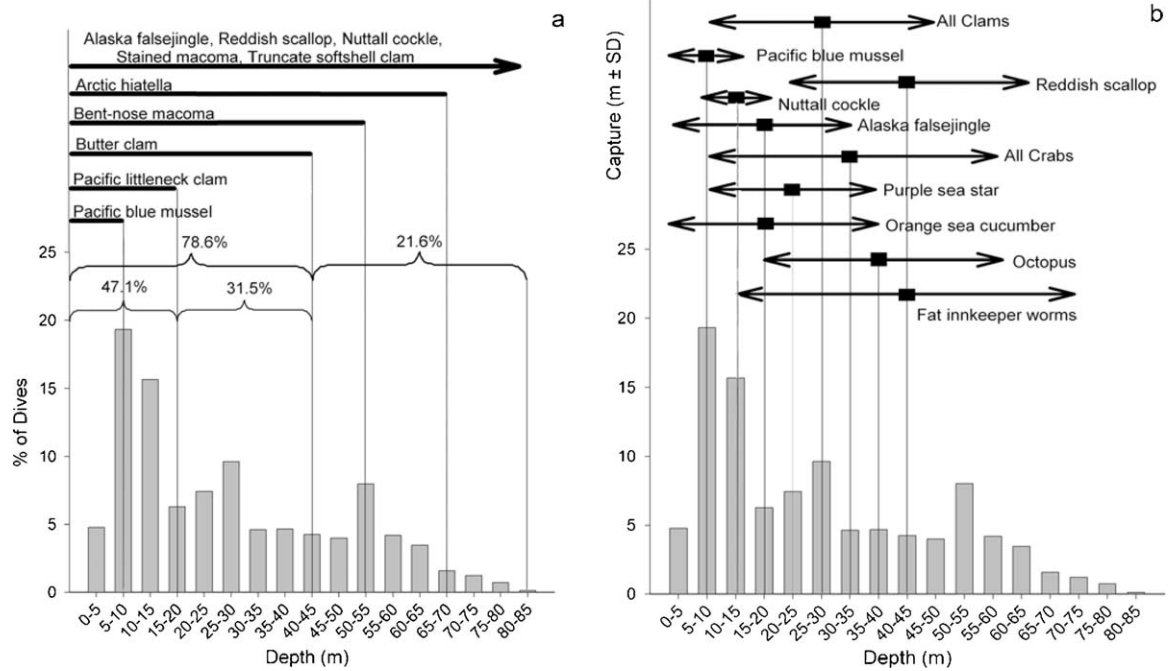 a
Alaska falsejingle, Reddish scallop, Nuttall cockle,
Stained macoma, Truncate softshell clam
Arctic hiatella
Bent-nose macoma
Butter clam
Pacific littleneck clam
Pacific blue mussel
78.6%
21.6%
47.1%
31.5%
25
20
15
10
5
0
% of Dives
0-5
5-10
10-15
15-20
20-25
25-30
30-35
35-40
40-45
45-50
50-55
55-60
60-65
65-70
70-75
75-80
80-85
Depth (m)
b
All Clams
Pacific blue mussel
Reddish scallop
Nuttall cockle
Alaska falsejingle
All Crabs
Purple sea star
Orange sea cucumber
Octopus
Fat innkeeper worms
Capture (m ± SD)
25
20
15
10
5
0
0-5
5-10
10-15
15-20
20-25
25-30
30-35
35-40
40-45
45-50
50-55
55-60
60-65
65-70
70-75
75-80
80-85
Depth (m)